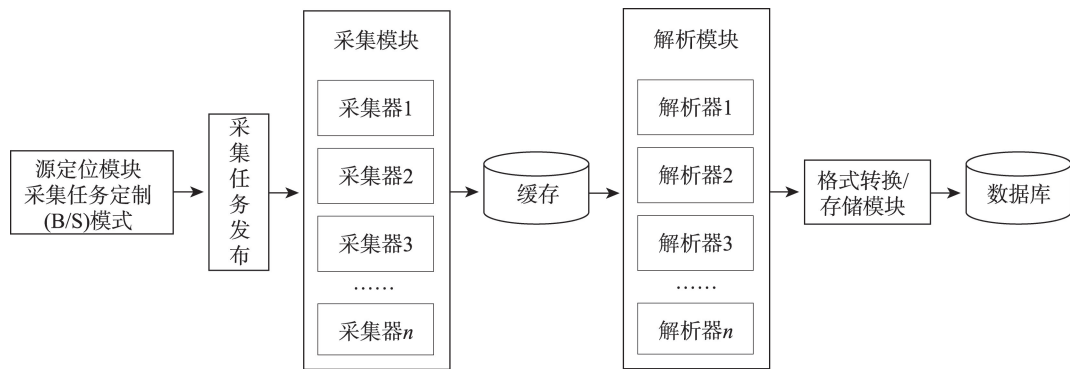 源定位模块
采集任务定制
(B/S)模式
采集任务发布
采集模块
采集器1
采集器2
采集器3
……
采集器n
缓存
解析模块
解析器1
解析器2
解析器3
……
解析器n
格式转换/
存储模块
数据库